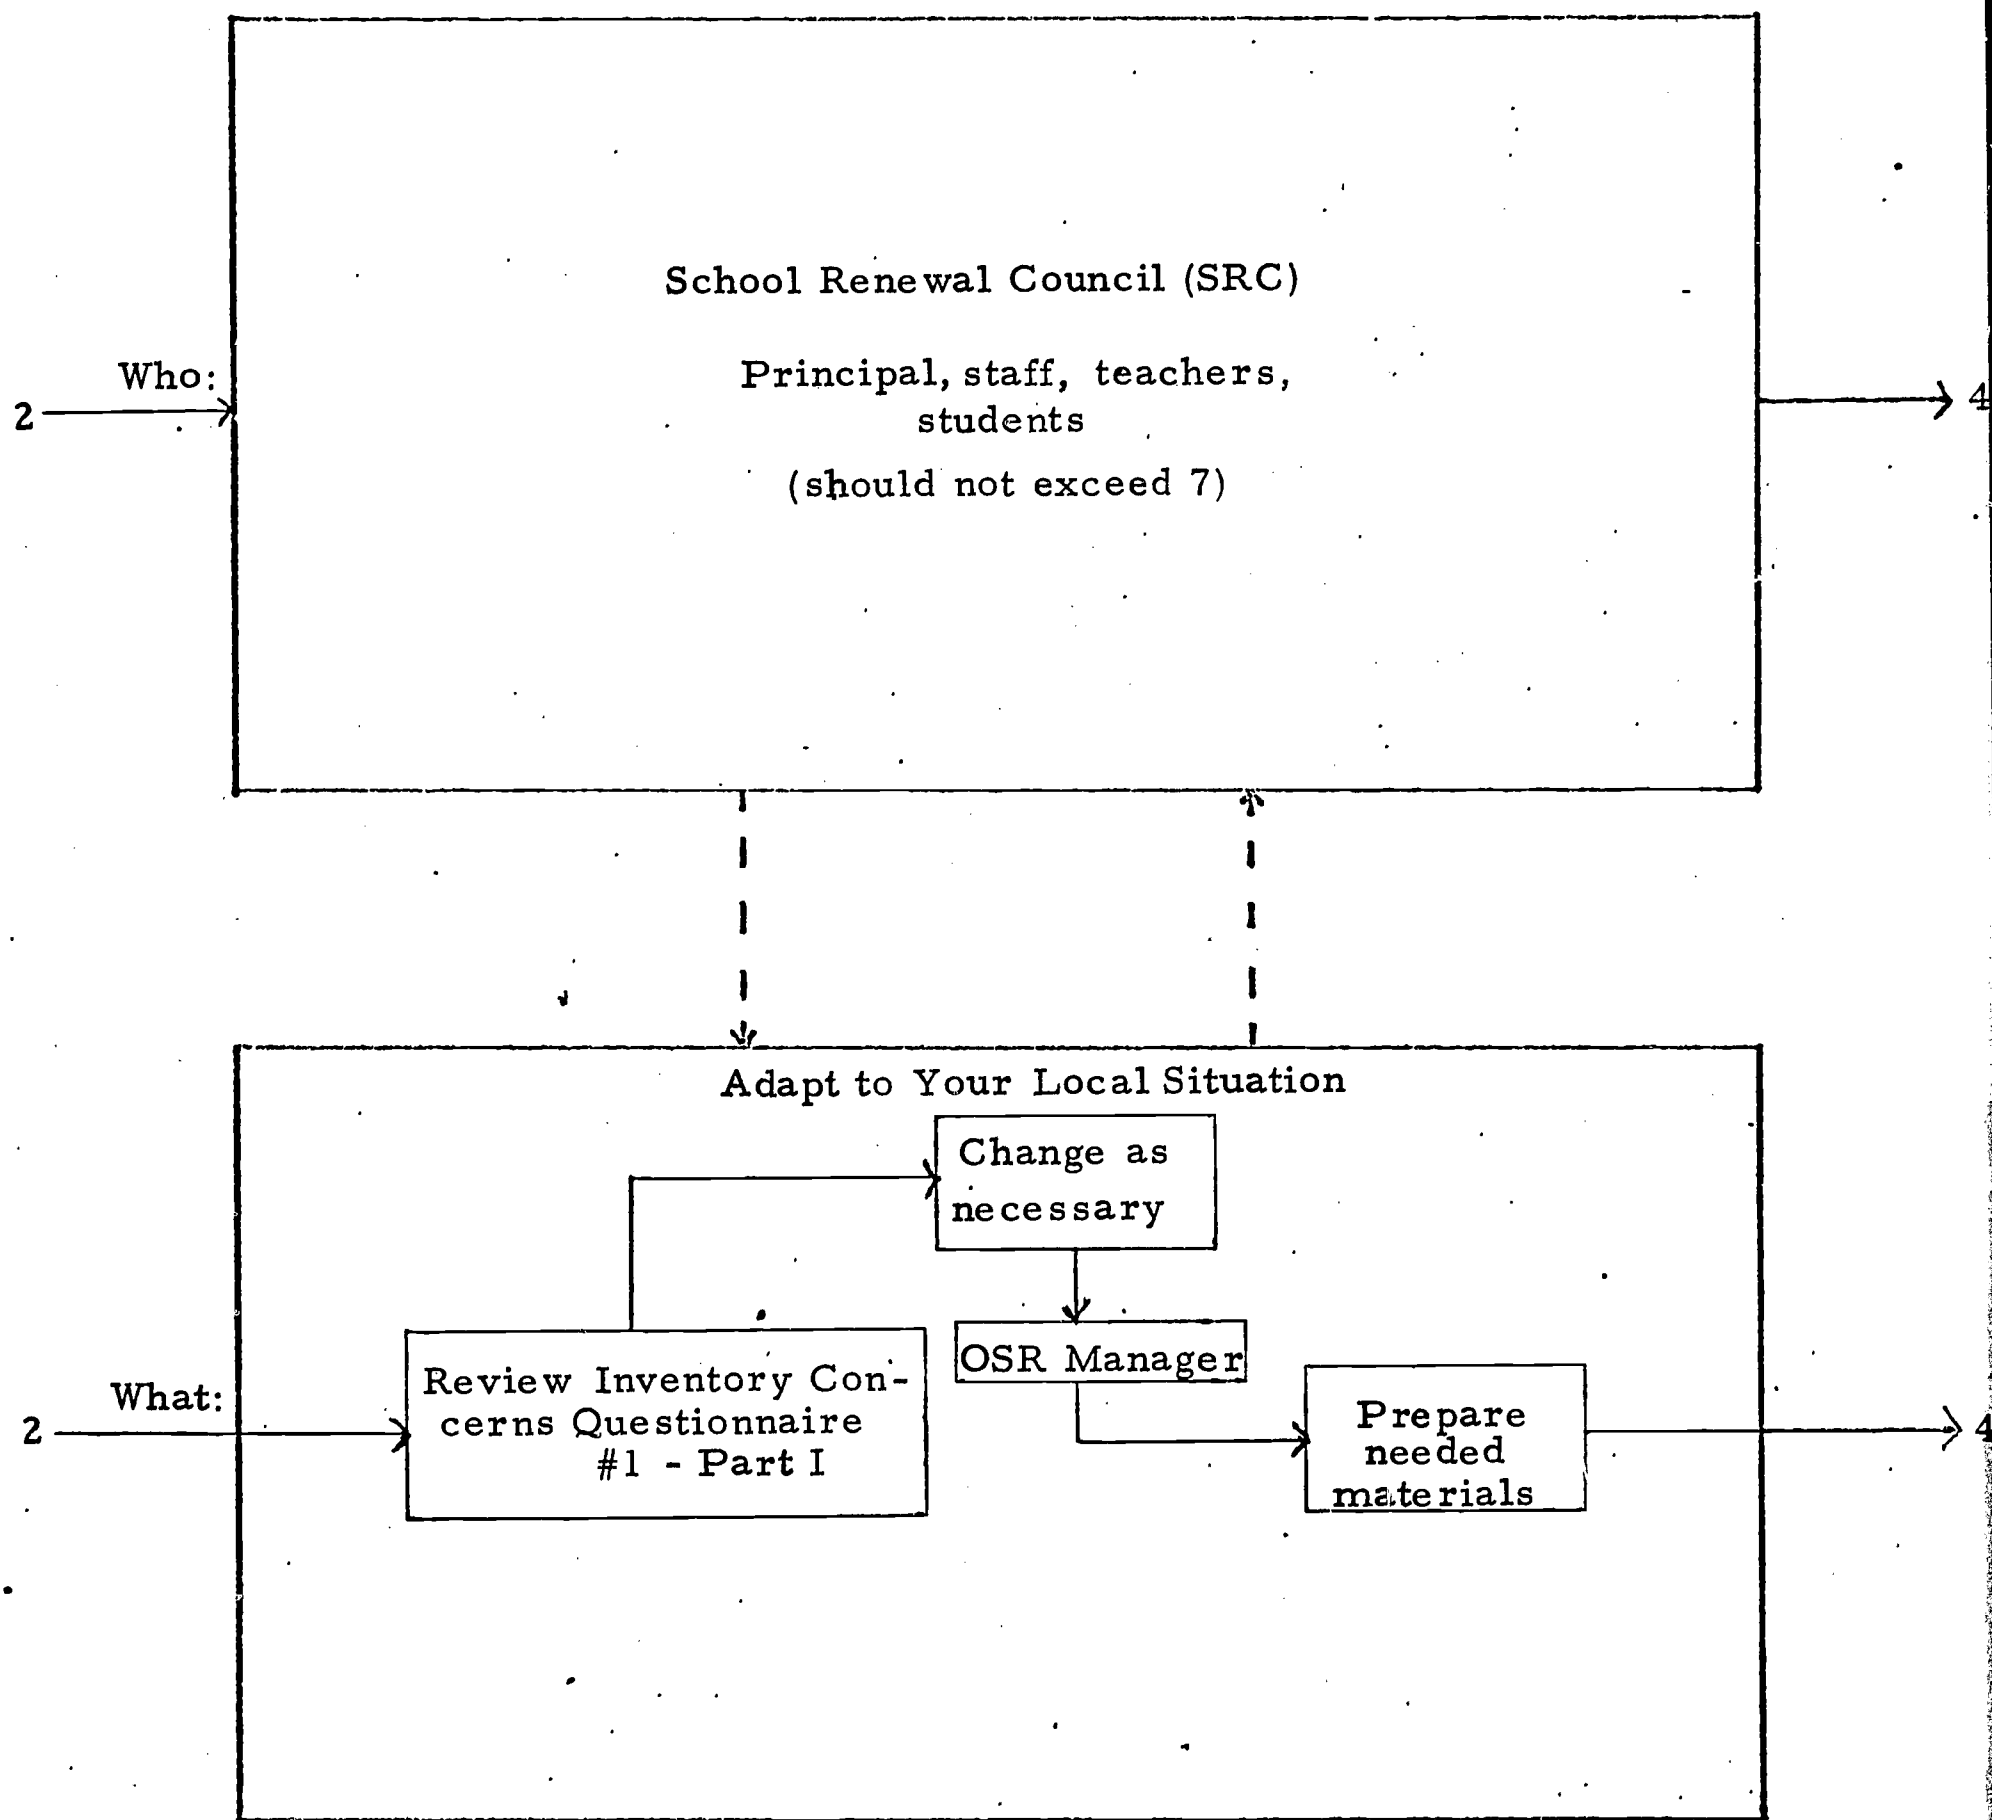 School Renewal Council (SRC)
Who:
Principal, staff, teachers,
students
2
4
(should not exceed 7)
Adapt to Your Local Situation
Change as
necessary
OSR Manager
Review Inventory Con-
cerns Questionnaire
#1 - Part I
What:
2
Prepare
needed
materials
4